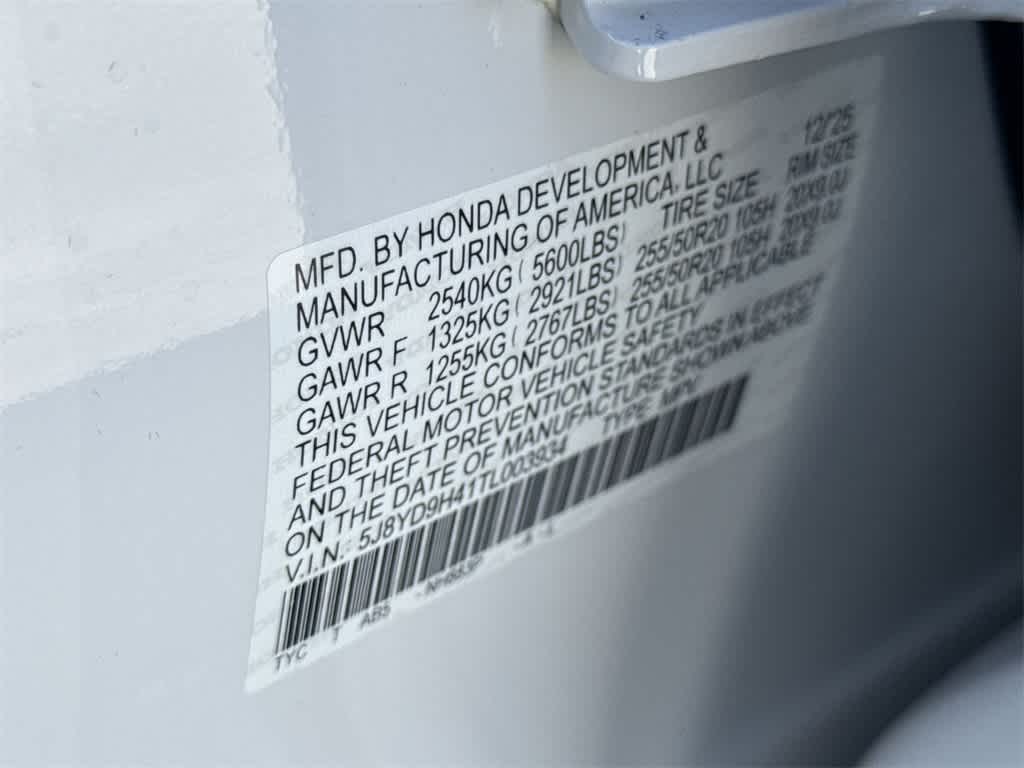 MFD. BY HONDA DEVELOPMENT & 12/25
MANUFACTURING OF AMERICA, LLC
GVWR 2540KG ( 5600LBS) TIRE SIZE RIM SIZE
GAWR F 1325KG ( 2921LBS) 255/50R20 105H 20X9.0J
GAWR R 1255KG ( 2767LBS) 255/50R20 105H 20X9.0J
THIS VEHICLE CONFORMS TO ALL APPLICABLE
FEDERAL MOTOR VEHICLE SAFETY
AND THEFT PREVENTION STANDARDS IN EFFECT
ON THE DATE OF MANUFACTURE SHOWN ABOVE
V.I.N.: 5J8YD9H41TL003934 TYPE: MPV
TYC T AB5 NH883P